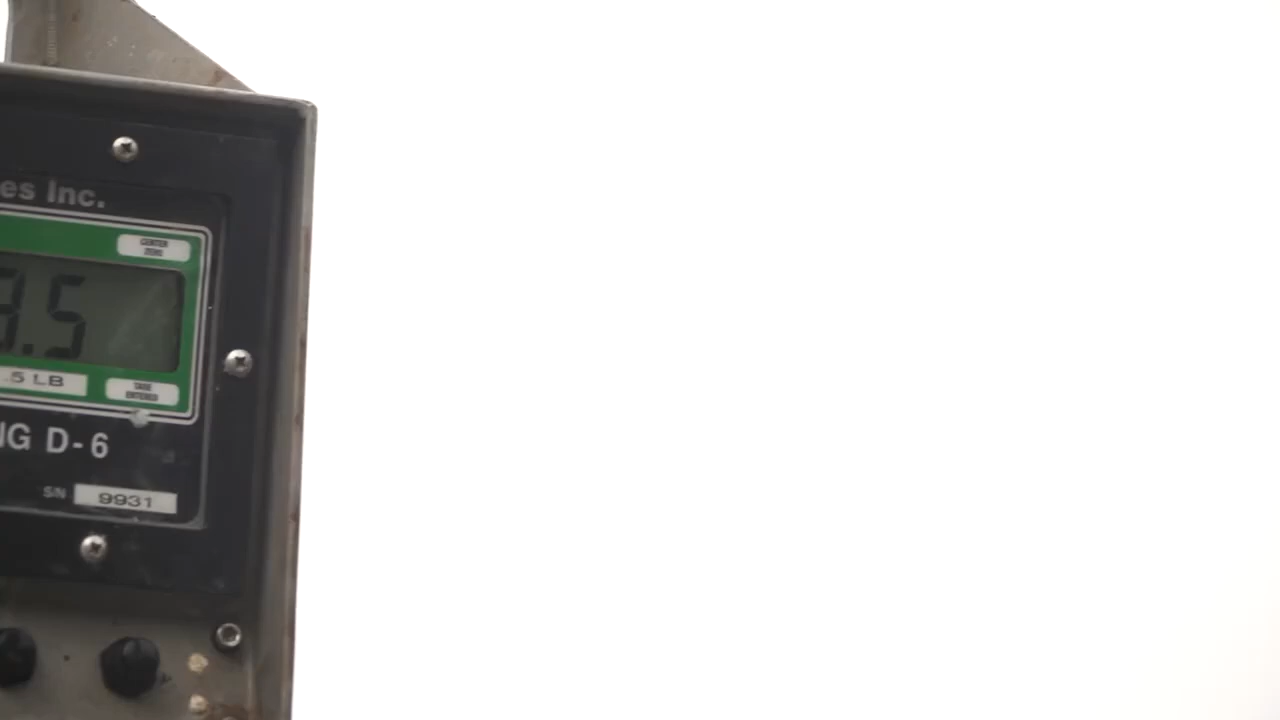 es Inc.
CENTER
ZERO
3.5
.5 LB
TARE
ENTERED
NG D-6
SN 9931